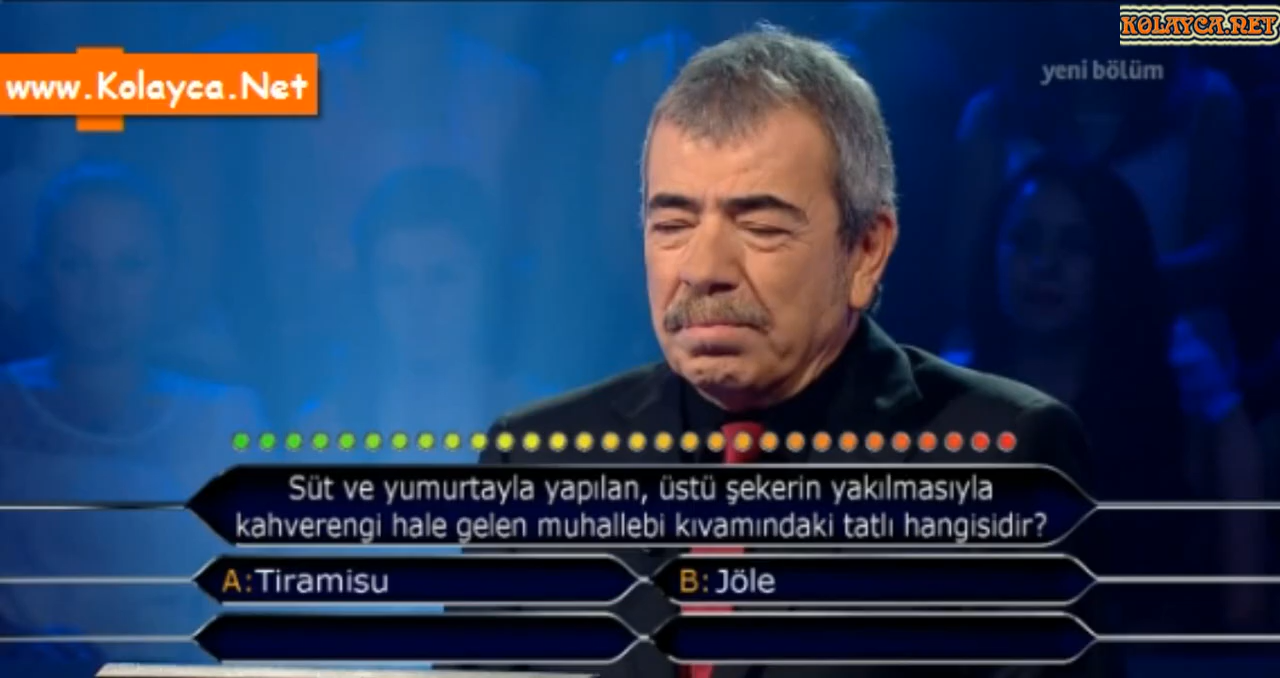 KOLAYCA.NET
www.Kolayca.Net
yeni bölüm
Süt ve yumurtayla yapılan, üstü şekerin yakılmasıyla
kahverengi hale gelen muhallebi kıvamındaki tatlı hangisidir?
A:Tiramisu
B:Jöle